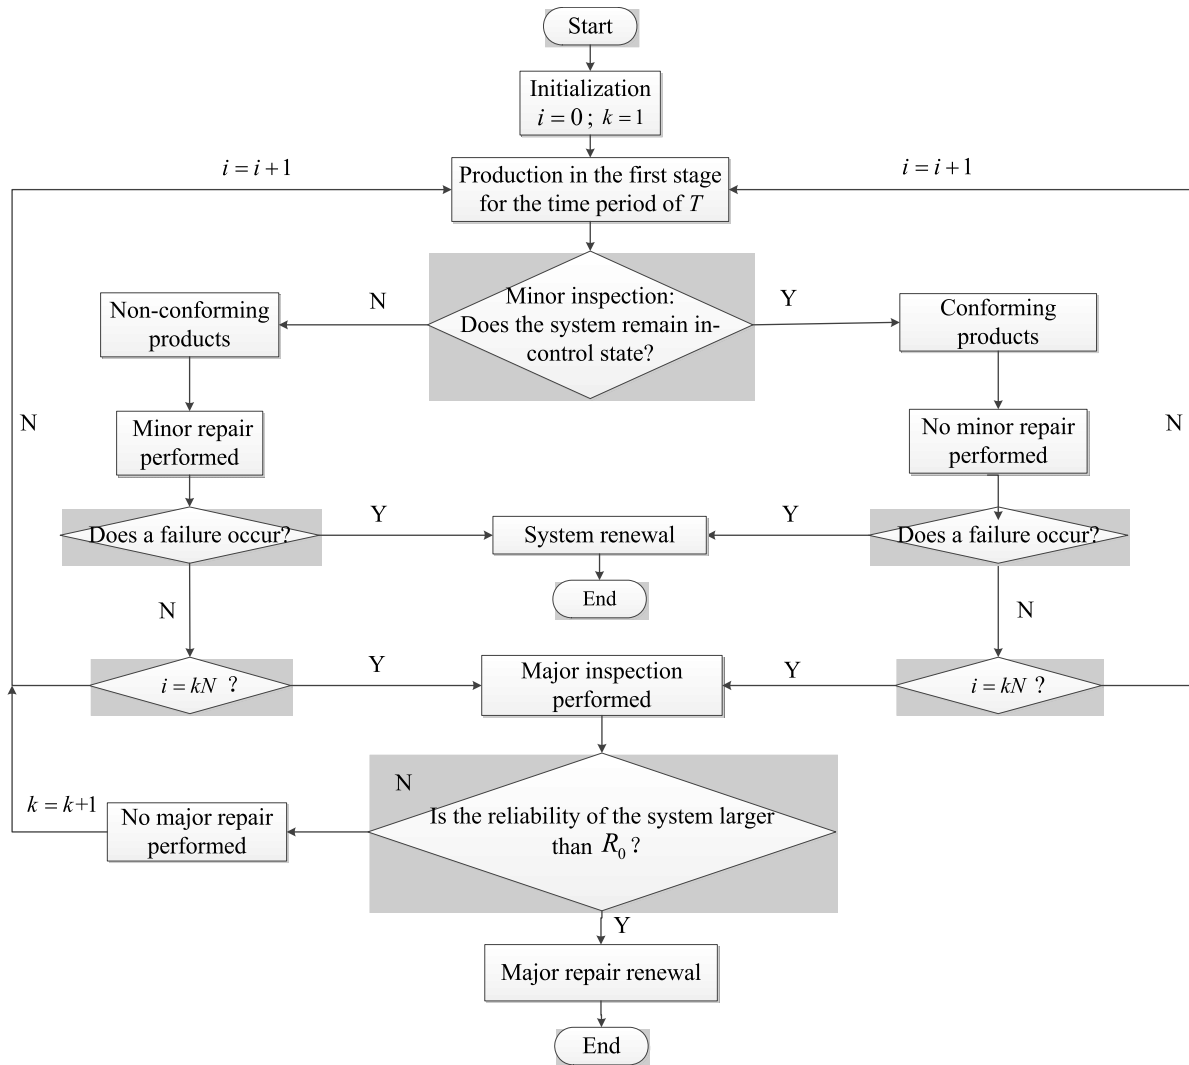 Start
Initialization
i = 0 ; k = 1
i = i + 1
i = i + 1
Production in the first stage
for the time period of T
N
Minor inspection:
Does the system remain in-
control state?
Y
Non-conforming
products
Conforming
products
N
N
Minor repair
performed
No minor repair
performed
Does a failure occur?
Y
System renewal
Y
Does a failure occur?
End
N
N
i = kN ?
Y
Major inspection
performed
Y
i = kN ?
N
k = k+1
No major repair
performed
Is the reliability of the system larger
than R₀ ?
Y
Major repair renewal
End